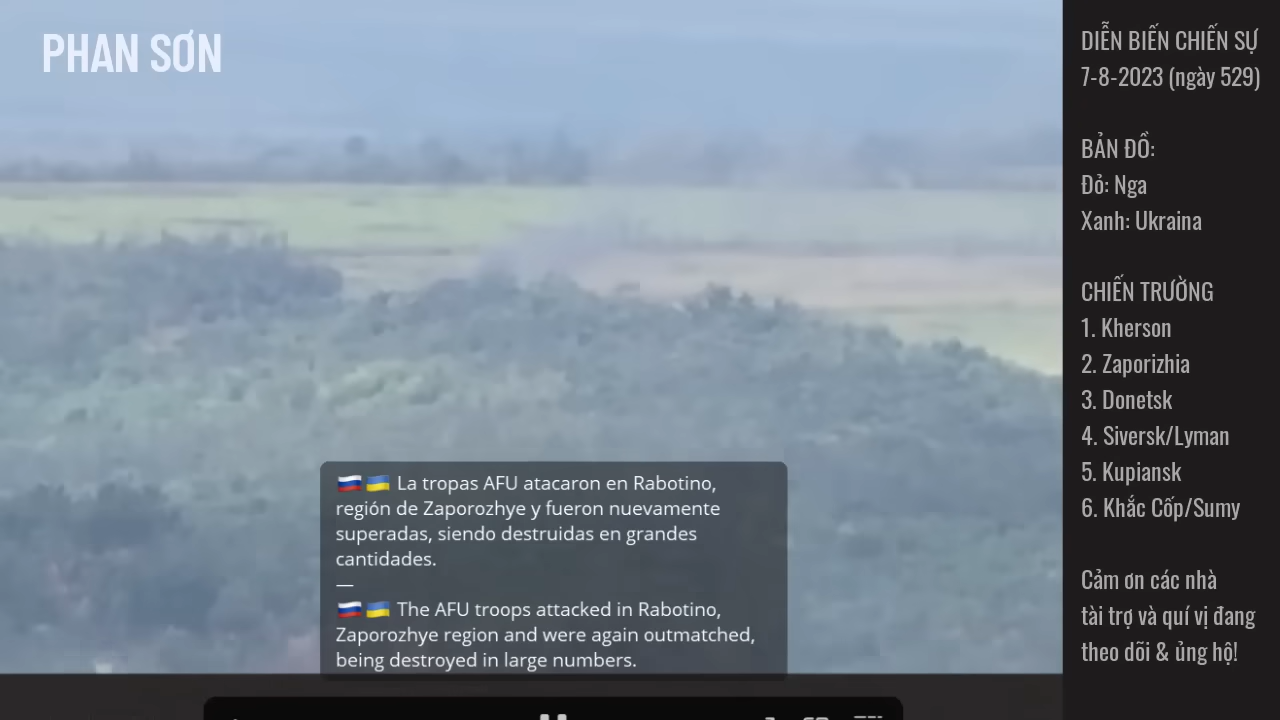 PHAN SƠN
DIỄN BIẾN CHIẾN SỰ
7-8-2023 (ngày 529)
BẢN ĐỒ:
Đỏ: Nga
Xanh: Ukraina
CHIẾN TRƯỜNG
1. Kherson
2. Zaporizhia
3. Donetsk
4. Siversk/Lyman
5. Kupiansk
6. Khắc Cốp/Sumy
Cảm ơn các nhà
tài trợ và quí vị đang
theo dõi & ủng hộ!
La tropas AFU atacaron en Rabotino,
región de Zaporozhye y fueron nuevamente
superadas, siendo destruidas en grandes
cantidades.
—
The AFU troops attacked in Rabotino,
Zaporozhye region and were again outmatched,
being destroyed in large numbers.